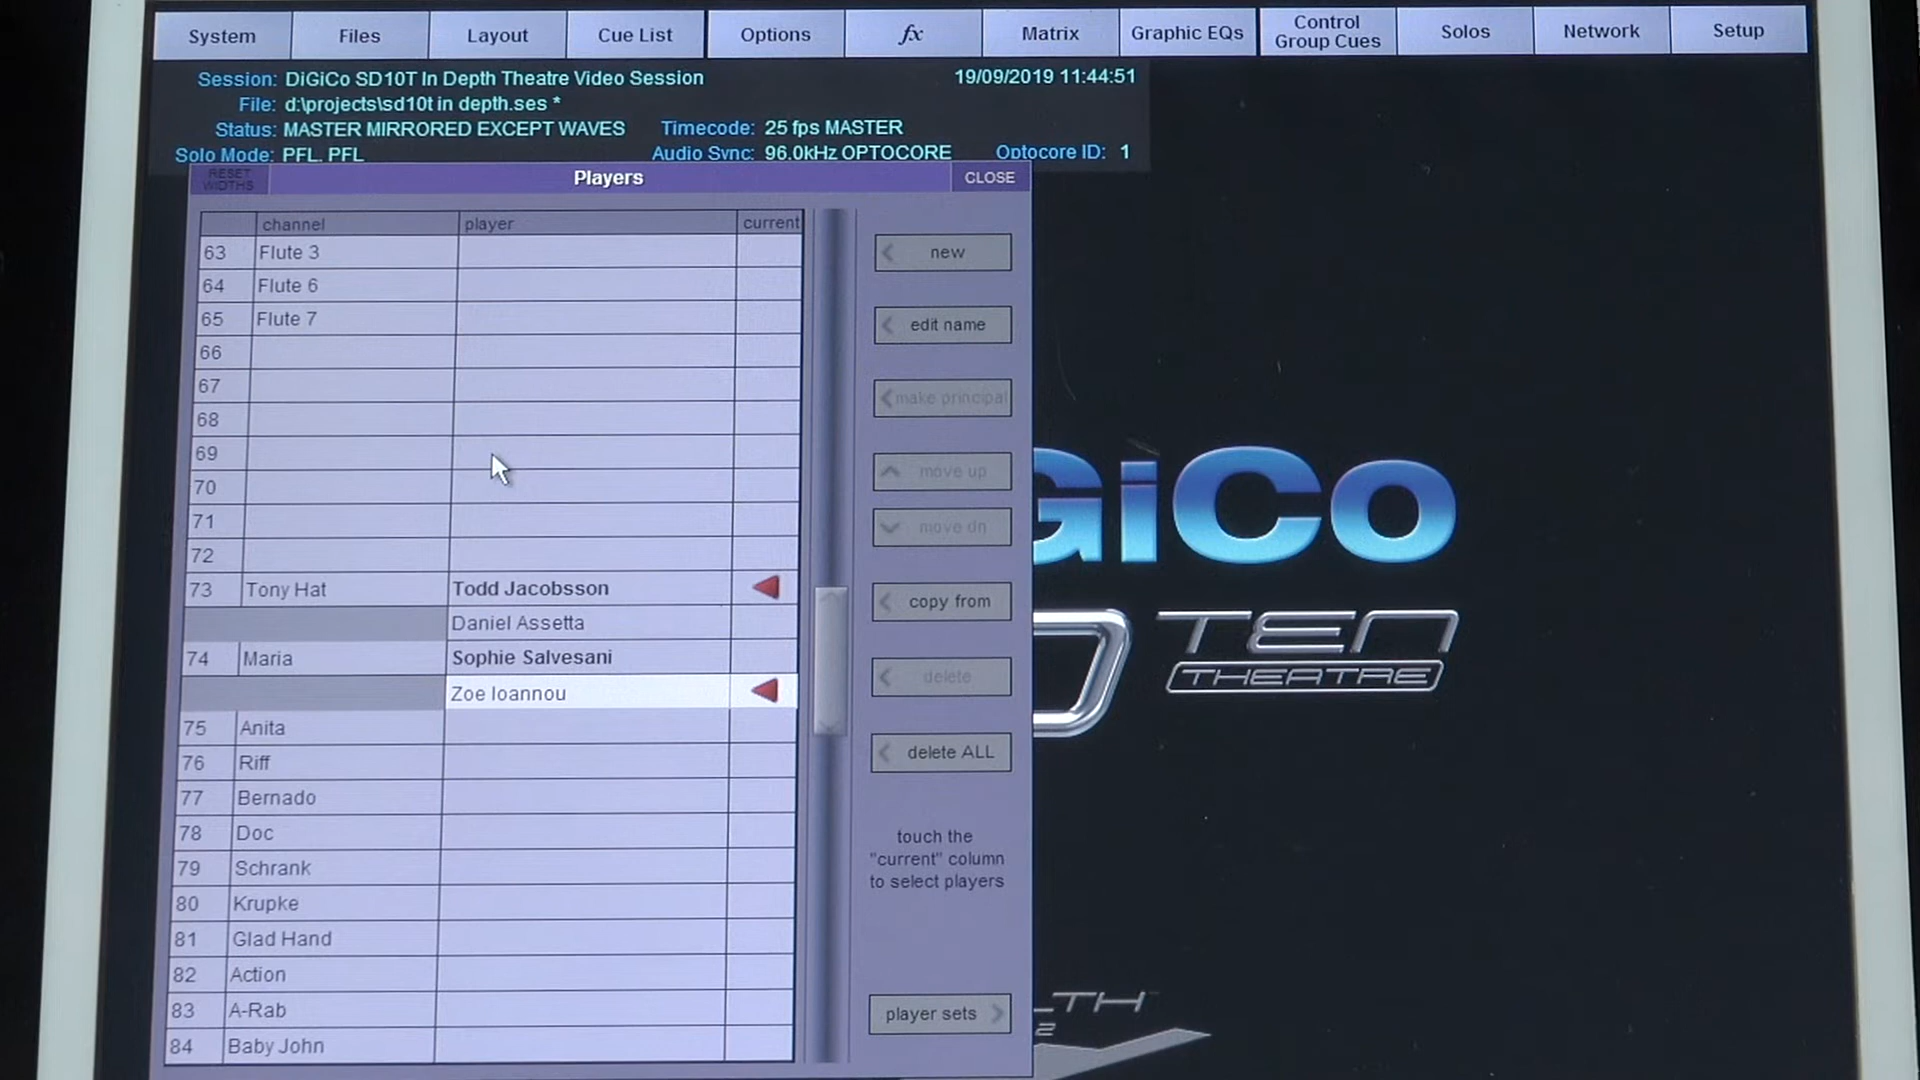 System Files Layout Cue List Options fx Matrix Graphic EQs Control Group Cues Solos Network Setup
Session: DiGiCo SD10T In Depth Theatre Video Session 19/09/2019 11:44:51
File: d:\projects\sd10t in depth.ses *
Status: MASTER MIRRORED EXCEPT WAVES Timecode: 25 fps MASTER
Solo Mode: PFL. PFL Audio Sync: 96.0kHz OPTOCORE Optocore ID: 1
RESET WIDTHS Players CLOSE
channel player current
63 Flute 3
64 Flute 6
65 Flute 7
66
67
68
69
70
71
72
73 Tony Hat Todd Jacobsson
Daniel Assetta
74 Maria Sophie Salvesani
Zoe Ioannou
75 Anita
76 Riff
77 Bernado
78 Doc
79 Schrank
80 Krupke
81 Glad Hand
82 Action
83 A-Rab
84 Baby John
new
edit name
make principal
move up
move dn
copy from
delete
delete ALL
touch the
"current" column
to select players
player sets
GiCo
TEN
THEATRE
LTH
2